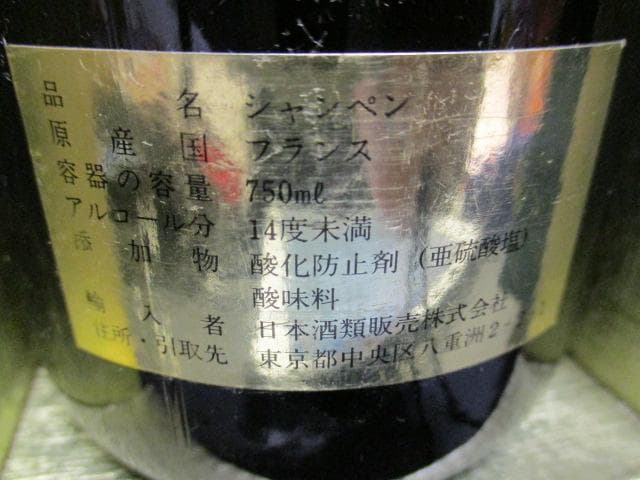 品名 シャンペン
原産国 フランス
容器の容量 750ml
アルコール分 14度未満
添加物 酸化防止剤(亜硫酸塩)
酸味料
輸入者 日本酒類販売株式会社
住所・引取先 東京都中央区八重洲2-